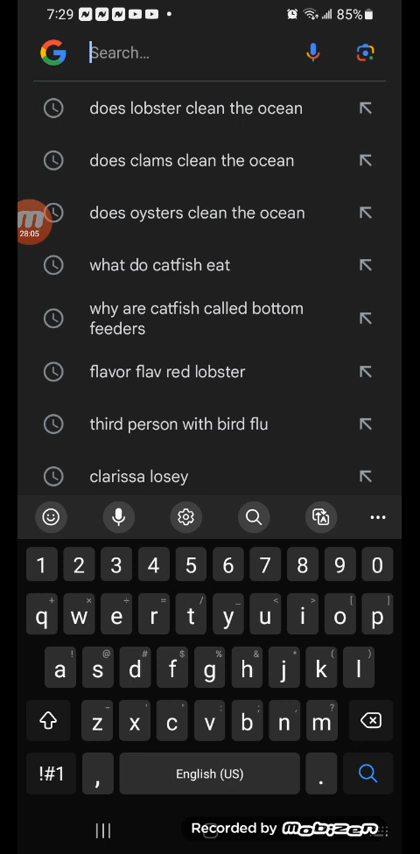 7:29 85%
Search...
does lobster clean the ocean
does clams clean the ocean
does oysters clean the ocean
28:05
what do catfish eat
why are catfish called bottom
feeders
flavor flav red lobster
third person with bird flu
clarissa losey
1 2 3 4 5 6 7 8 9 0
+ × ÷ = / _ < > [ ]
q w e r t y u i o p
! @ # $ % & * ( )
a s d f g h j k l
- ' " : ; , ?
z x c v b n m
!#1 , English (US) .
Recorded by mobizen